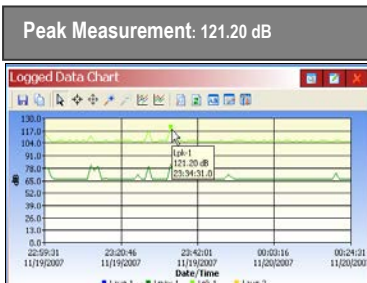 Peak Measurement: 121.20 dB
Logged Data Chart
130.0
117.0
104.0
91.0
78.0
65.0
52.0
39.0
26.0
13.0
0.0
dB
Lpk-1
121.20 dB
23:34:31.0
22:59:31 23:20:46 23:42:01 00:03:16 00:24:31
11/19/2007 11/19/2007 11/19/2007 11/20/2007 11/20/2007
Date/Time